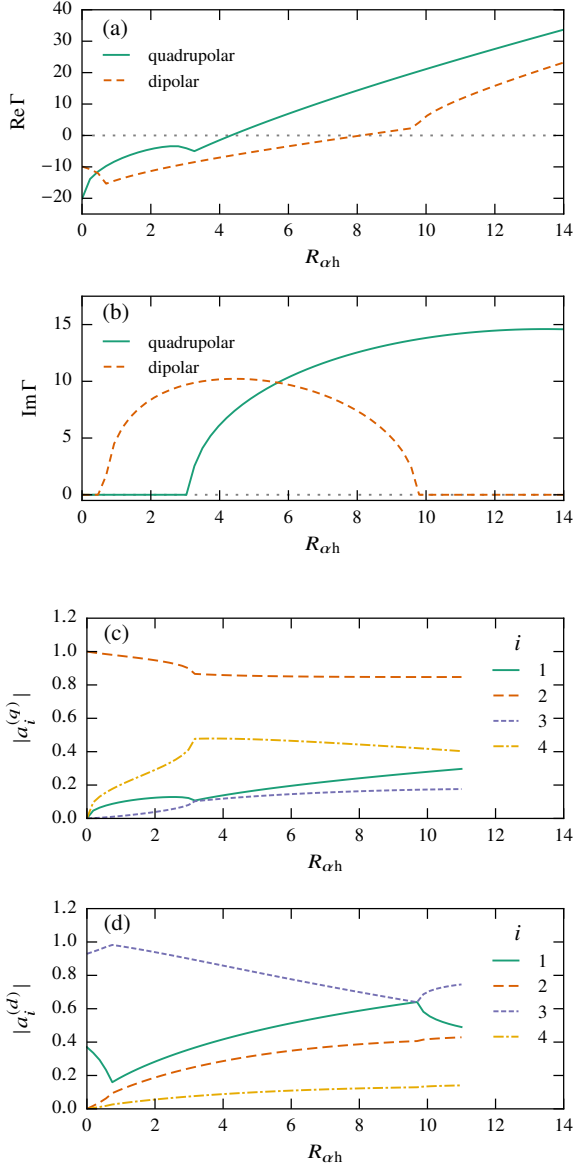 (a)
quadrupolar
dipolar
Re Γ
40
30
20
10
0
−10
−20
0 2 4 6 8 10 12 14
R_αh
(b)
quadrupolar
dipolar
Im Γ
15
10
5
0
0 2 4 6 8 10 12 14
R_αh
(c)
i
1
2
3
4
|a_i^(q)|
1.2
1.0
0.8
0.6
0.4
0.2
0.0
0 2 4 6 8 10 12 14
R_αh
(d)
i
1
2
3
4
|a_i^(d)|
1.2
1.0
0.8
0.6
0.4
0.2
0.0
0 2 4 6 8 10 12 14
R_αh